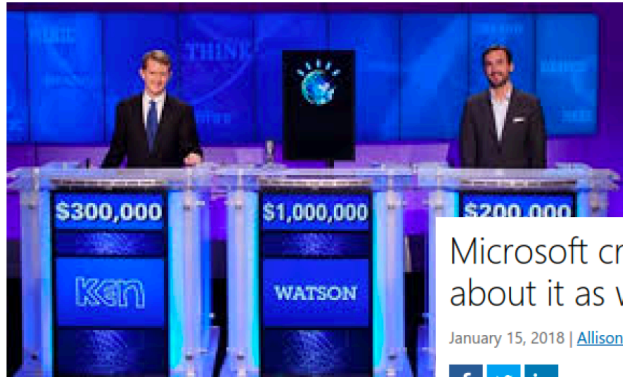 THINK
$300,000
$1,000,000
$200,000
Ken
WATSON
Microsoft cr
about it as w
January 15, 2018 | Allison
f
in